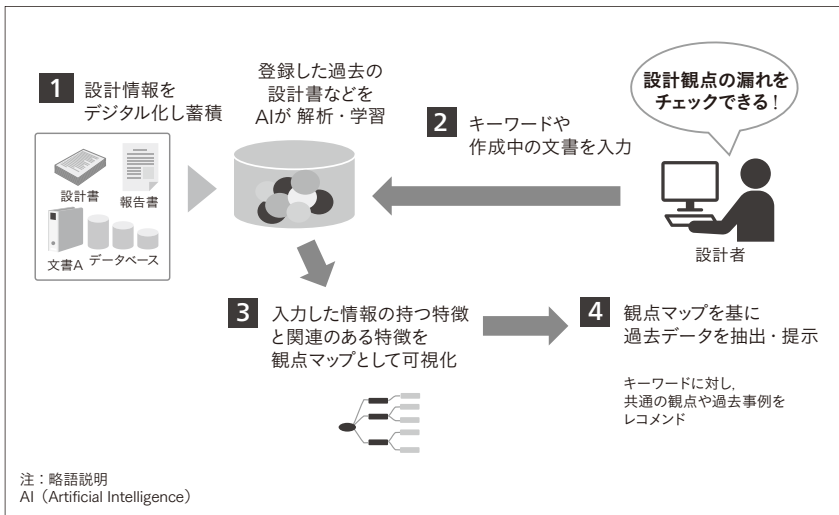 1 設計情報を
デジタル化し蓄積
設計書
報告書
文書A
データベース
登録した過去の
設計書などを
AIが 解析・学習
2 キーワードや
作成中の文書を入力
設計観点の漏れを
チェックできる!
設計者
3 入力した情報の持つ特徴
と関連のある特徴を
観点マップとして可視化
4 観点マップを基に
過去データを抽出・提示
キーワードに対し,
共通の観点や過去事例を
レコメンド
注:略語説明
AI(Artificial Intelligence)